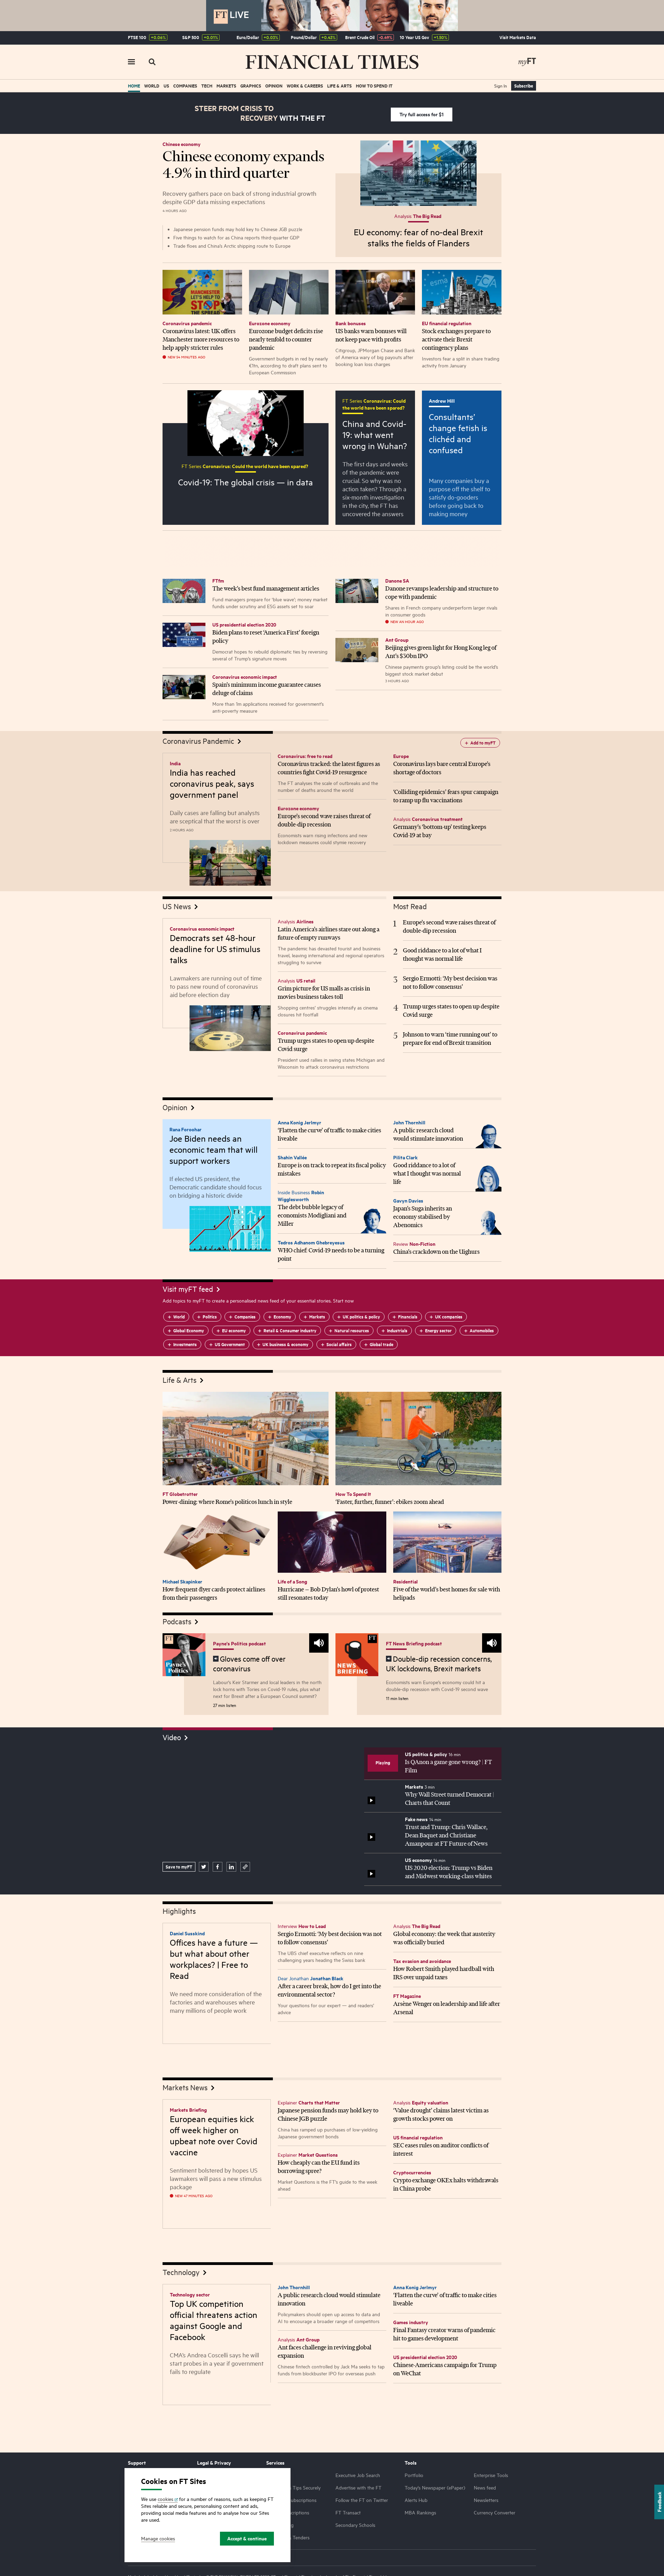 FT LIVE
FTSE 100 +0.06% S&P 500 +0.01% Euro/Dollar +0.03% Pound/Dollar +0.43% Brent Crude Oil -0.49% 10 Year US Gov +1.50% Visit Markets Data
FINANCIAL TIMES
myFT
HOME WORLD US COMPANIES TECH MARKETS GRAPHICS OPINION WORK & CAREERS LIFE & ARTS HOW TO SPEND IT
Sign In Subscribe
STEER FROM CRISIS TO
RECOVERY WITH THE FT
Try full access for $1
Chinese economy
Chinese economy expands
4.9% in third quarter
Recovery gathers pace on back of strong industrial growth
despite GDP data missing expectations
4 HOURS AGO
Japanese pension funds may hold key to Chinese JGB puzzle
Five things to watch for as China reports third-quarter GDP
Trade flows and China's Arctic shipping route to Europe
Analysis The Big Read
EU economy: fear of no-deal Brexit
stalks the fields of Flanders
Coronavirus pandemic
Coronavirus latest: UK offers
Manchester more resources to
help apply stricter rules
NEW 54 MINUTES AGO
Eurozone economy
Eurozone budget deficits rise
nearly tenfold to counter
pandemic
Government budgets in red by nearly
€1tn, according to draft plans sent to
European Commission
Bank bonuses
US banks warn bonuses will
not keep pace with profits
Citigroup, JPMorgan Chase and Bank
of America wary of big payouts after
booking loan loss charges
EU financial regulation
Stock exchanges prepare to
activate their Brexit
contingency plans
Investors fear a split in share trading
activity from January
FT Series Coronavirus: Could the world have been spared?
Covid-19: The global crisis — in data
FT Series Coronavirus: Could
the world have been spared?
China and Covid-
19: what went
wrong in Wuhan?
The first days and weeks
of the pandemic were
crucial. So why was no
action taken? Through a
six-month investigation
in the city, the FT has
uncovered the answers
Andrew Hill
Consultants'
change fetish is
clichéd and
confused
Many companies buy a
purpose off the shelf to
satisfy do-gooders
before going back to
making money
FTfm
The week's best fund management articles
Fund managers prepare for 'blue wave'; money market
funds under scrutiny and ESG assets set to soar
US presidential election 2020
Biden plans to reset 'America First' foreign
policy
Democrat hopes to rebuild diplomatic ties by reversing
several of Trump's signature moves
Coronavirus economic impact
Spain's minimum income guarantee causes
deluge of claims
More than 1m applications received for government's
anti-poverty measure
Danone SA
Danone revamps leadership and structure to
cope with pandemic
Shares in French company underperform larger rivals
in consumer goods
NEW AN HOUR AGO
Ant Group
Beijing gives green light for Hong Kong leg of
Ant's $30bn IPO
Chinese payments group's listing could be the world's
biggest stock market debut
3 HOURS AGO
Coronavirus Pandemic
+ Add to myFT
India
India has reached
coronavirus peak, says
government panel
Daily cases are falling but analysts
are sceptical that the worst is over
2 HOURS AGO
Coronavirus: free to read
Coronavirus tracked: the latest figures as
countries fight Covid-19 resurgence
The FT analyses the scale of outbreaks and the
number of deaths around the world
Eurozone economy
Europe's second wave raises threat of
double-dip recession
Economists warn rising infections and new
lockdown measures could stymie recovery
Europe
Coronavirus lays bare central Europe's
shortage of doctors
'Colliding epidemics' fears spur campaign
to ramp up flu vaccinations
Analysis Coronavirus treatment
Germany's 'bottom-up' testing keeps
Covid-19 at bay
US News
Coronavirus economic impact
Democrats set 48-hour
deadline for US stimulus
talks
Lawmakers are running out of time
to pass new round of coronavirus
aid before election day
Analysis Airlines
Latin America's airlines stare out along a
future of empty runways
The pandemic has devastated tourist and business
travel, leaving international and regional operators
struggling to survive
Analysis US retail
Grim picture for US malls as crisis in
movies business takes toll
Shopping centres' struggles intensify as cinema
closures hit footfall
Coronavirus pandemic
Trump urges states to open up despite
Covid surge
President used rallies in swing states Michigan and
Wisconsin to attack coronavirus restrictions
Most Read
1 Europe's second wave raises threat of
double-dip recession
2 Good riddance to a lot of what I
thought was normal life
3 Sergio Ermotti: 'My best decision was
not to follow consensus'
4 Trump urges states to open up despite
Covid surge
5 Johnson to warn 'time running out' to
prepare for end of Brexit transition
Opinion
Rana Foroohar
Joe Biden needs an
economic team that will
support workers
If elected US president, the
Democratic candidate should focus
on bridging a historic divide
Anna Konig Jerlmyr
'Flatten the curve' of traffic to make cities
liveable
Shahin Vallée
Europe is on track to repeat its fiscal policy
mistakes
Inside Business Robin
Wigglesworth
The debt bubble legacy of
economists Modigliani and
Miller
Tedros Adhanom Ghebreyesus
WHO chief: Covid-19 needs to be a turning
point
John Thornhill
A public research cloud
would stimulate innovation
Pilita Clark
Good riddance to a lot of
what I thought was normal
life
Gavyn Davies
Japan's Suga inherits an
economy stabilised by
Abenomics
Review Non-Fiction
China's crackdown on the Uighurs
Visit myFT feed
Add topics to myFT to create a personalised news feed of your essential stories. Start now
+ World + Politics + Companies + Economy + Markets + UK politics & policy + Financials + UK companies
+ Global Economy + EU economy + Retail & Consumer industry + Natural resources + Industrials + Energy sector + Automobiles
+ Investments + US Government + UK business & economy + Social affairs + Global trade
Life & Arts
FT Globetrotter
Power-dining: where Rome's politicos lunch in style
How To Spend It
'Faster, further, funner': ebikes zoom ahead
Michael Skapinker
How frequent-flyer cards protect airlines
from their passengers
Life of a Song
Hurricane — Bob Dylan's howl of protest
still resonates today
Residential
Five of the world's best homes for sale with
helipads
Podcasts
FT
Payne's
Politics
Payne's Politics podcast
Gloves come off over
coronavirus
Labour's Keir Starmer and local leaders in the north
lock horns with Tories on Covid-19 rules, plus what
next for Brexit after a European Council summit?
27 min listen
FT
NEWS
BRIEFING
FT News Briefing podcast
Double-dip recession concerns,
UK lockdowns, Brexit markets
Economists warn Europe's economy could hit a
double-dip recession with Covid-19 second wave
11 min listen
Video
Save to myFT
Playing
US politics & policy 16 min
Is QAnon a game gone wrong? | FT
Film
Markets 3 min
Why Wall Street turned Democrat |
Charts that Count
Fake news 14 min
Trust and Trump: Chris Wallace,
Dean Baquet and Christiane
Amanpour at FT Future of News
US economy 16 min
US 2020 election: Trump vs Biden
and Midwest working-class whites
Highlights
Daniel Susskind
Offices have a future —
but what about other
workplaces? | Free to
Read
We need more consideration of the
factories and warehouses where
many millions of people work
Interview How to Lead
Sergio Ermotti: 'My best decision was not
to follow consensus'
The UBS chief executive reflects on nine
challenging years heading the Swiss bank
Dear Jonathan Jonathan Black
After a career break, how do I get into the
environmental sector?
Your questions for our expert — and readers'
advice
Analysis The Big Read
Global economy: the week that austerity
was officially buried
Tax evasion and avoidance
How Robert Smith played hardball with
IRS over unpaid taxes
FT Magazine
Arsène Wenger on leadership and life after
Arsenal
Markets News
Markets Briefing
European equities kick
off week higher on
upbeat note over Covid
vaccine
Sentiment bolstered by hopes US
lawmakers will pass a new stimulus
package
NEW 47 MINUTES AGO
Explainer Charts that Matter
Japanese pension funds may hold key to
Chinese JGB puzzle
China has ramped up purchases of low-yielding
Japanese government bonds
Explainer Market Questions
How cheaply can the EU fund its
borrowing spree?
Market Questions is the FT's guide to the week
ahead
Analysis Equity valuation
'Value drought' claims latest victim as
growth stocks power on
US financial regulation
SEC eases rules on auditor conflicts of
interest
Cryptocurrencies
Crypto exchange OKEx halts withdrawals
in China probe
Technology
Technology sector
Top UK competition
official threatens action
against Google and
Facebook
CMA's Andrea Coscelli says he will
start probes in a year if government
fails to regulate
John Thornhill
A public research cloud would stimulate
innovation
Policymakers should open up access to data and
AI to encourage a broader range of competitors
Analysis Ant Group
Ant faces challenge in reviving global
expansion
Chinese fintech controlled by Jack Ma seeks to tap
funds from blockbuster IPO for overseas push
Anna Konig Jerlmyr
'Flatten the curve' of traffic to make cities
liveable
Games industry
Final Fantasy creator warns of pandemic
hit to games development
US presidential election 2020
Chinese-Americans campaign for Trump
on WeChat
Support Legal & Privacy Services Tools
Tips Securely
Tenders
Executive Job Search
Advertise with the FT
Follow the FT on Twitter
FT Transact
Secondary Schools
Portfolio
Today's Newspaper (ePaper)
Alerts Hub
MBA Rankings
Enterprise Tools
News feed
Newsletters
Currency Converter
Feedback
Cookies on FT Sites
We use cookies for a number of reasons, such as keeping FT
Sites reliable and secure, personalising content and ads,
providing social media features and to analyse how our Sites
are used.
Manage cookies
Accept & continue